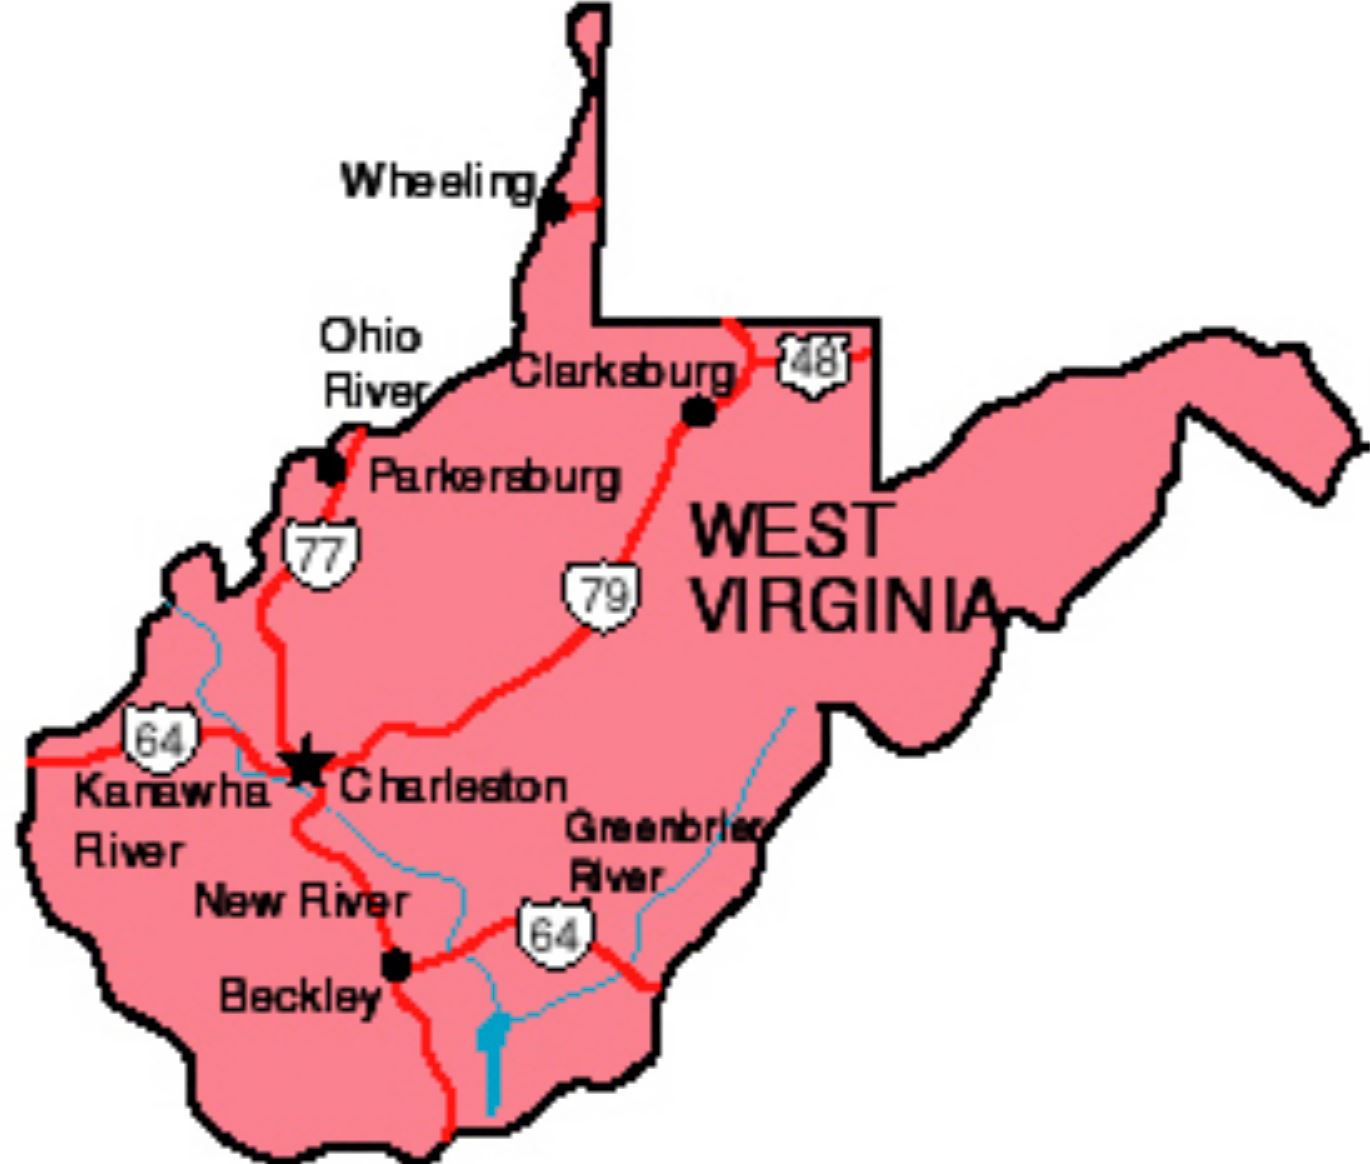 Wheeling
Ohio
River
Clarksburg
48
Parkersburg
WEST
VIRGINIA
77
79
64
Kanawha
River
Charleston
Greenbrier
River
New River
64
Beckley